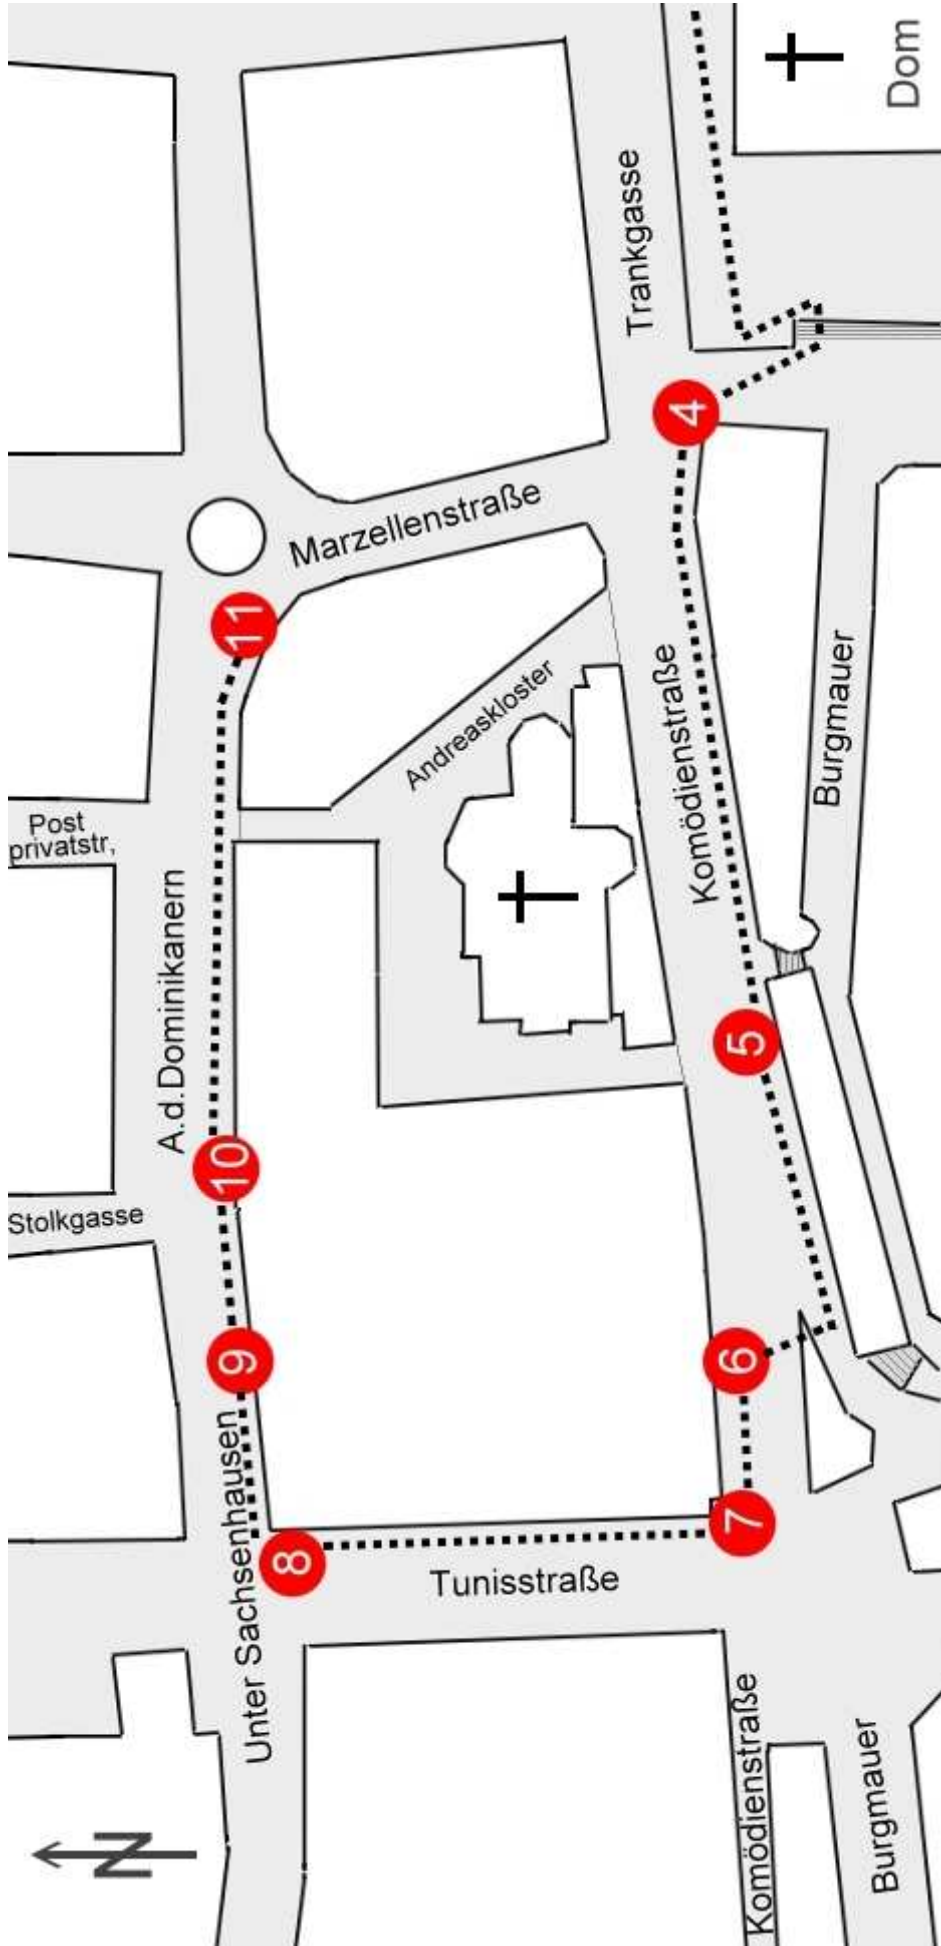 N
Stolkgasse
Post
privatstr,
A.d.Dominikanern
Unter Sachsenhausen
8
9
10
11
Marzellenstraße
Tunisstraße
Andreaskloster
Trankgasse
Komödienstraße
7
6
5
4
Komödienstraße
Burgmauer
Burgmauer
Dom